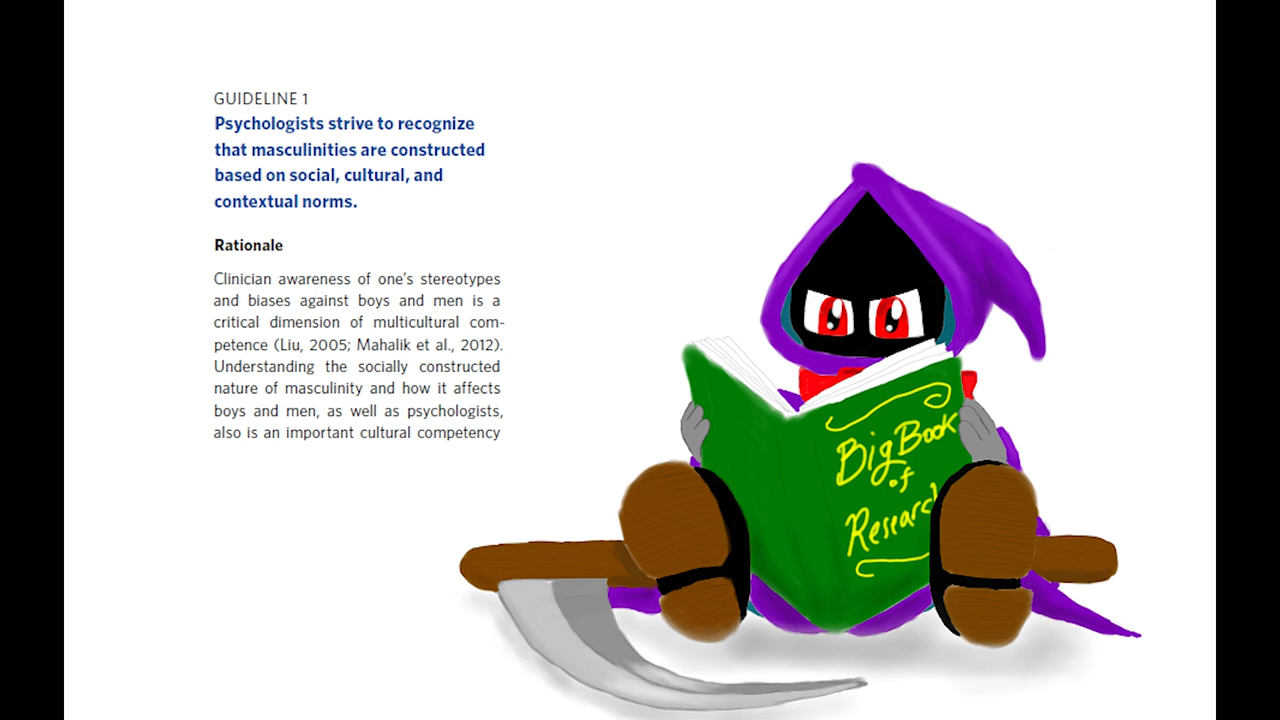 GUIDELINE 1
Psychologists strive to recognize
that masculinities are constructed
based on social, cultural, and
contextual norms.
Rationale
Clinician awareness of one's stereotypes
and biases against boys and men is a
critical dimension of multicultural com-
petence (Liu, 2005; Mahalik et al., 2012).
Understanding the socially constructed
nature of masculinity and how it affects
boys and men, as well as psychologists,
also is an important cultural competency
Big Book
of
Research